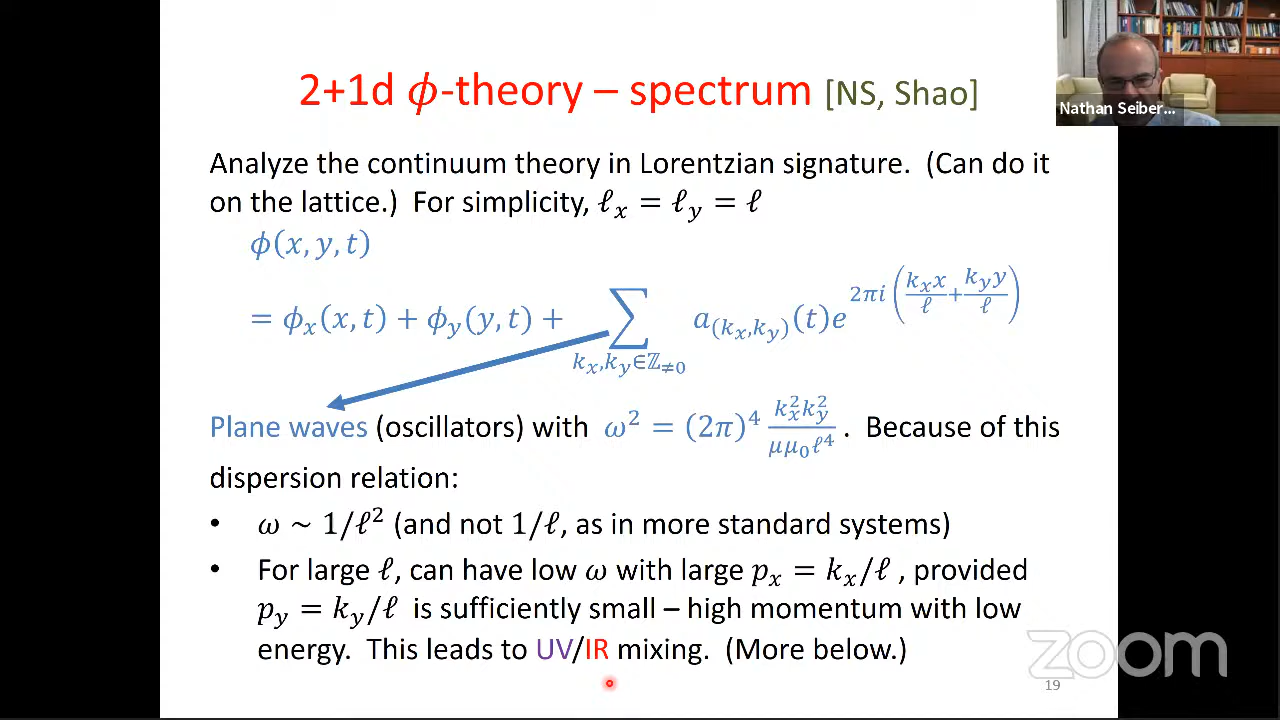 2+1d ϕ-theory – spectrum [NS, Shao]
Nathan Seiber...
Analyze the continuum theory in Lorentzian signature. (Can do it
on the lattice.) For simplicity, ℓ_x = ℓ_y = ℓ
ϕ(x, y, t)
= ϕ_x(x, t) + ϕ_y(y, t) + ∑_{k_x,k_y∈ℤ_{≠0}} a_{(k_x,k_y)}(t)e^{2πi(k_x x/ℓ + k_y y/ℓ)}
Plane waves (oscillators) with ω² = (2π)⁴ k_x² k_y² / μμ₀ℓ⁴ . Because of this
dispersion relation:
• ω ~ 1/ℓ² (and not 1/ℓ, as in more standard systems)
• For large ℓ, can have low ω with large p_x = k_x/ℓ , provided
p_y = k_y/ℓ is sufficiently small – high momentum with low
energy. This leads to UV/IR mixing. (More below.)
zoom
19